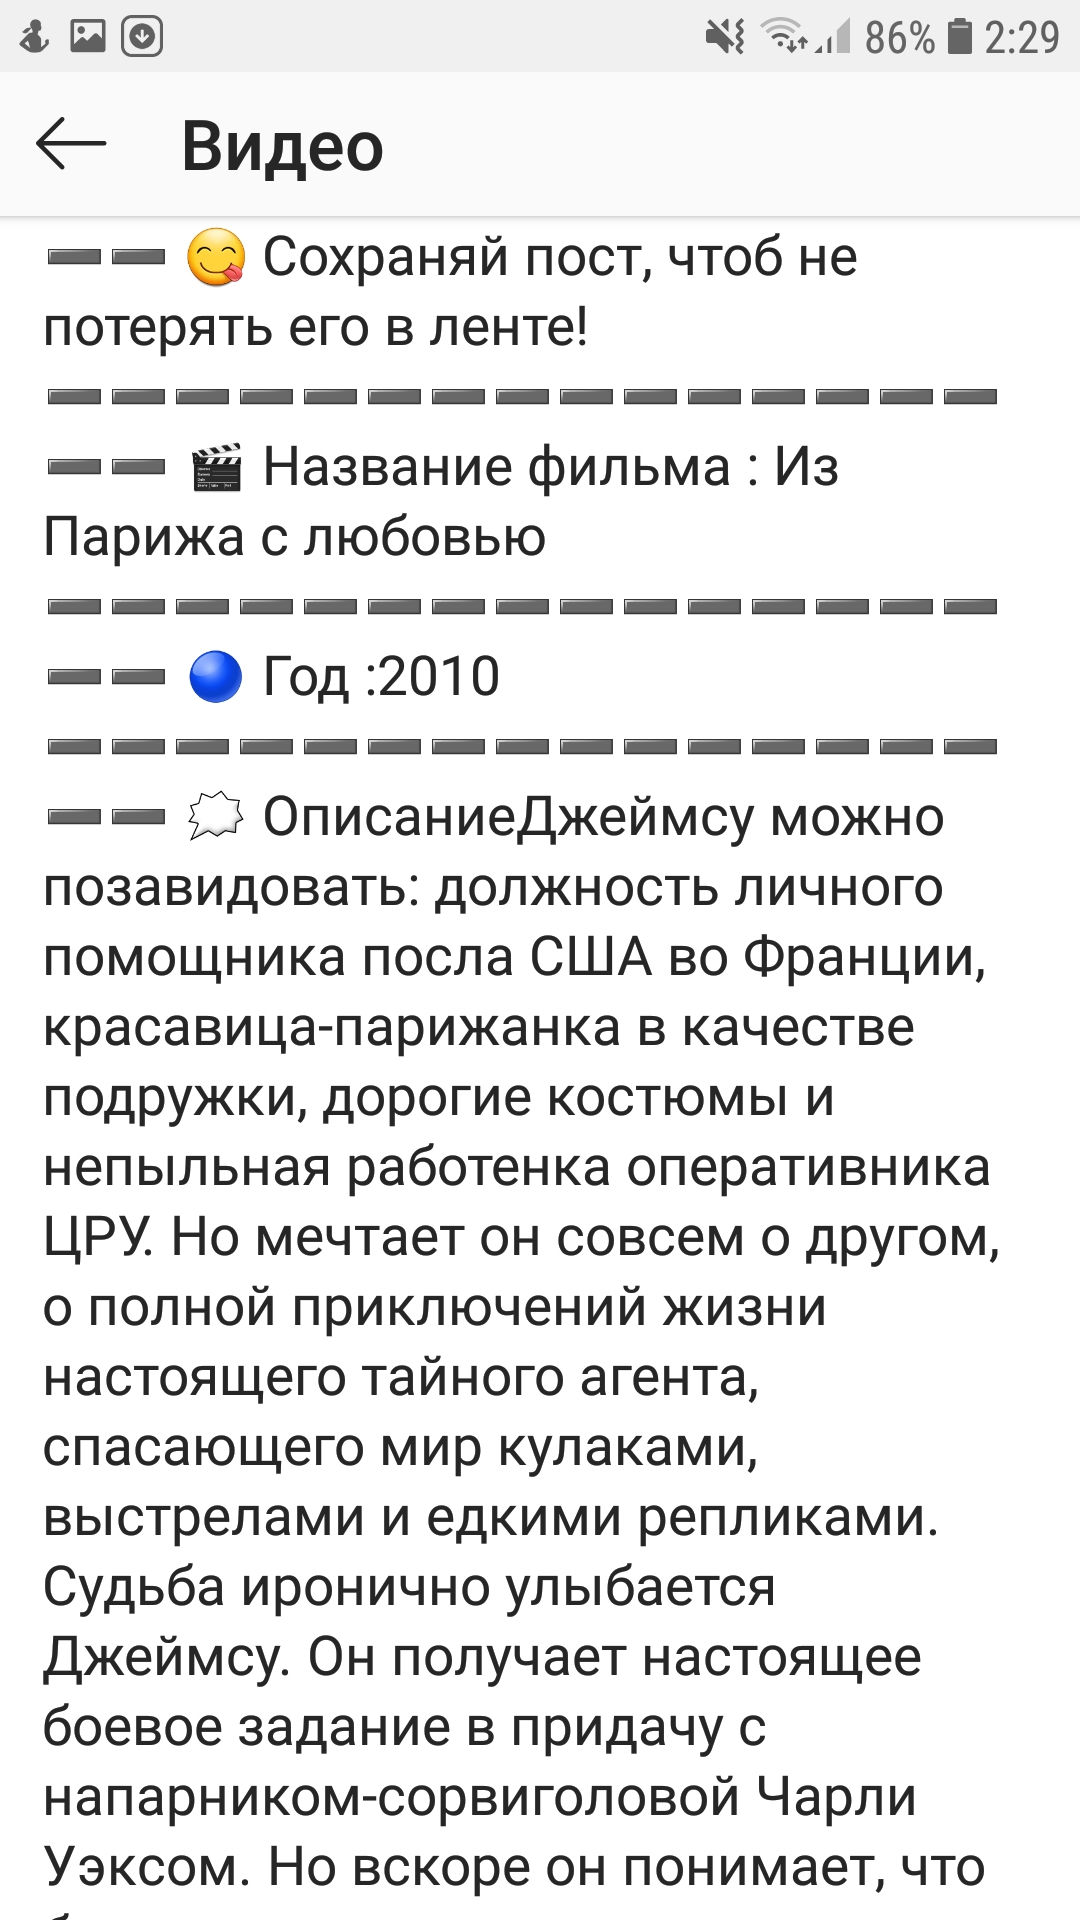 86% 2:29
Видео
➖➖ 😋 Сохраняй пост, чтоб не
потерять его в ленте!
➖➖➖➖➖➖➖➖➖➖➖➖➖➖➖
➖➖ 🎬 Название фильма : Из
Парижа с любовью
➖➖➖➖➖➖➖➖➖➖➖➖➖➖➖
➖➖ 🔵 Год :2010
➖➖➖➖➖➖➖➖➖➖➖➖➖➖➖
➖➖ 🗯 ОписаниеДжеймсу можно
позавидовать: должность личного
помощника посла США во Франции,
красавица-парижанка в качестве
подружки, дорогие костюмы и
непыльная работенка оперативника
ЦРУ. Но мечтает он совсем о другом,
о полной приключений жизни
настоящего тайного агента,
спасающего мир кулаками,
выстрелами и едкими репликами.
Судьба иронично улыбается
Джеймсу. Он получает настоящее
боевое задание в придачу с
напарником-сорвиголовой Чарли
Уэксом. Но вскоре он понимает, что